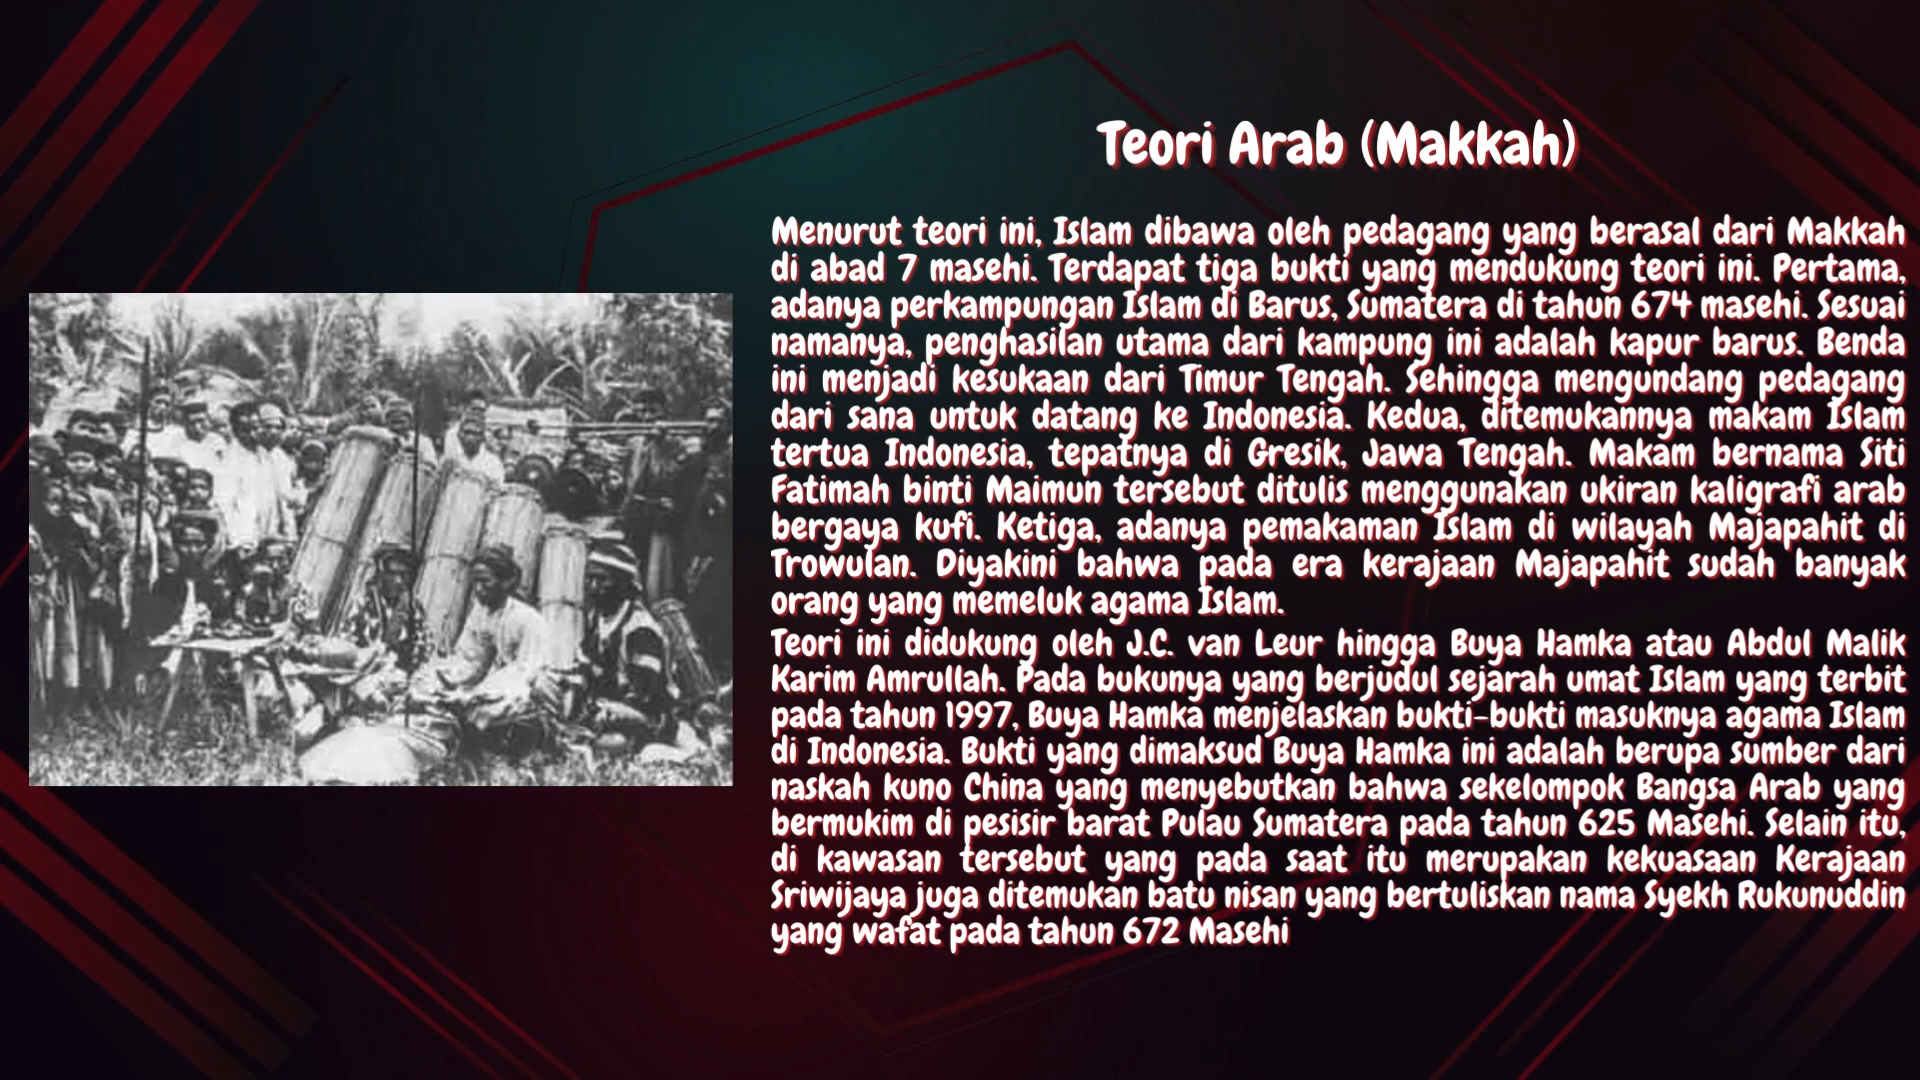 Teori Arab (Makkah)
Menurut teori ini, Islam dibawa oleh pedagang yang berasal dari Makkah
di abad 7 masehi. Terdapat tiga bukti yang mendukung teori ini. Pertama,
adanya perkampungan Islam di Barus, Sumatera di tahun 674 masehi. Sesuai
namanya, penghasilan utama dari kampung ini adalah kapur barus. Benda
ini menjadi kesukaan dari Timur Tengah. Sehingga mengundang pedagang
dari sana untuk datang ke Indonesia. Kedua, ditemukannya makam Islam
tertua Indonesia, tepatnya di Gresik, Jawa Tengah. Makam bernama Siti
Fatimah binti Maimun tersebut ditulis menggunakan ukiran kaligrafi arab
bergaya kufi. Ketiga, adanya pemakaman Islam di wilayah Majapahit di
Trowulan. Diyakini bahwa pada era kerajaan Majapahit sudah banyak
orang yang memeluk agama Islam.
Teori ini didukung oleh J.C. van Leur hingga Buya Hamka atau Abdul Malik
Karim Amrullah. Pada bukunya yang berjudul sejarah umat Islam yang terbit
pada tahun 1997, Buya Hamka menjelaskan bukti-bukti masuknya agama Islam
di Indonesia. Bukti yang dimaksud Buya Hamka ini adalah berupa sumber dari
naskah kuno China yang menyebutkan bahwa sekelompok Bangsa Arab yang
bermukim di pesisir barat Pulau Sumatera pada tahun 625 Masehi. Selain itu,
di kawasan tersebut yang pada saat itu merupakan kekuasaan Kerajaan
Sriwijaya juga ditemukan batu nisan yang bertuliskan nama Syekh Rukunuddin
yang wafat pada tahun 672 Masehi